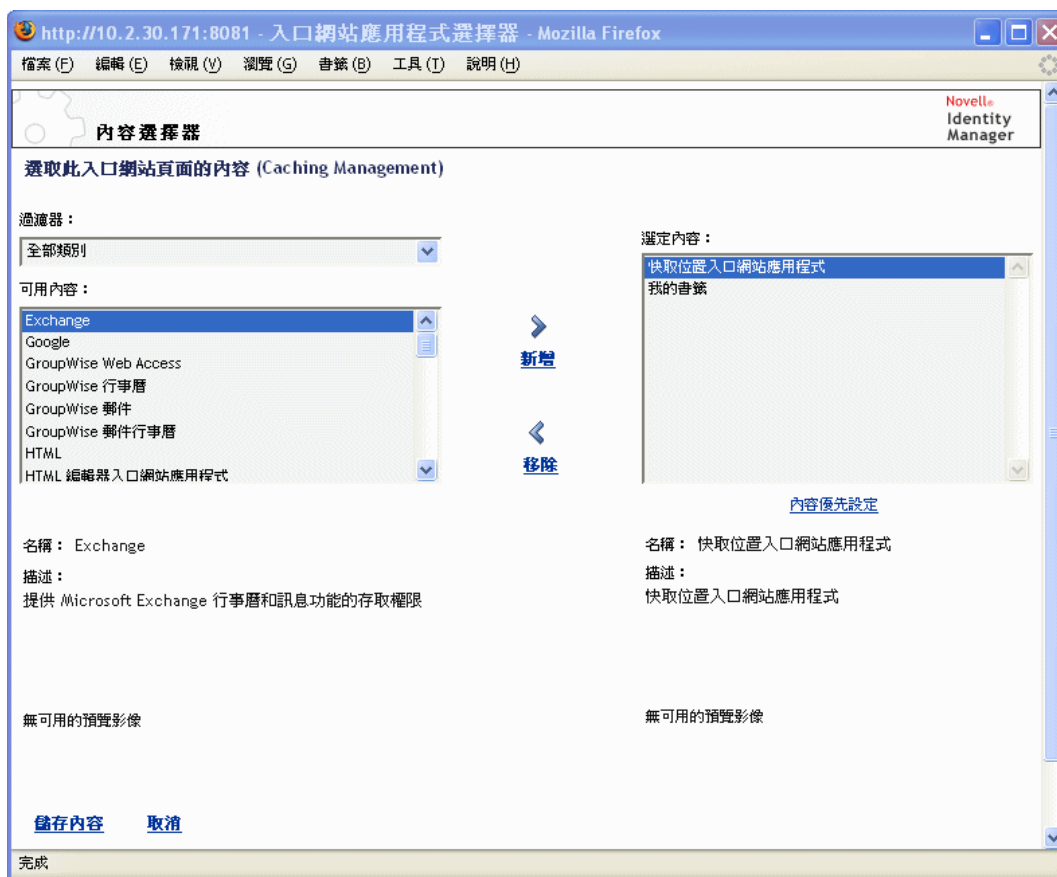 http://10.2.30.171:8081 - 入口網站應用程式選擇器 - Mozilla Firefox
檔案(F) 編輯(E) 檢視(V) 瀏覽(G) 書籤(B) 工具(T) 說明(H)
Novell®
Identity
Manager
內容選擇器
選取此入口網站頁面的內容 (Caching Management)
過濾器：
全部類別
可用內容：
Exchange
Google
GroupWise Web Access
GroupWise 行事曆
GroupWise 郵件
GroupWise 郵件行事曆
HTML
HTML 編輯器入口網站應用程式
新增
移除
選定內容：
快取位置入口網站應用程式
我的書籤
內容優先設定
名稱： Exchange
描述：
提供 Microsoft Exchange 行事曆和訊息功能的存取權限
無可用的預覽影像
名稱： 快取位置入口網站應用程式
描述：
快取位置入口網站應用程式
無可用的預覽影像
儲存內容 取消
完成